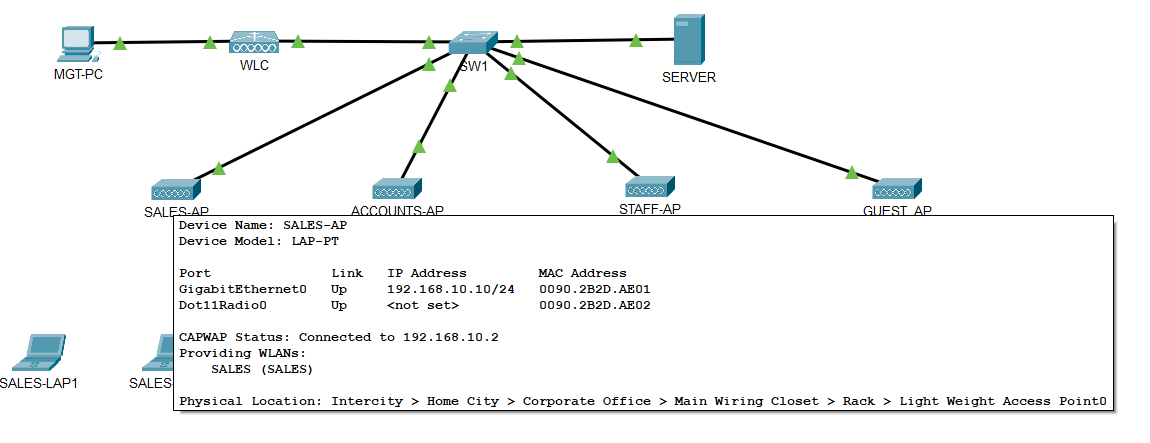 SERVER
MGT-PC
WLC
SW1
SALES-AP
ACCOUNTS-AP
STAFF-AP
GUEST_AP
Device Name: SALES-AP
Device Model: LAP-PT
Port Link IP Address MAC Address
GigabitEthernet0 Up 192.168.10.10/24 0090.2B2D.AE01
Dot11Radio0 Up <not set> 0090.2B2D.AE02
CAPWAP Status: Connected to 192.168.10.2
Providing WLANs:
SALES (SALES)
Physical Location: Intercity > Home City > Corporate Office > Main Wiring Closet > Rack > Light Weight Access Point0
SALES-LAP1
SALES